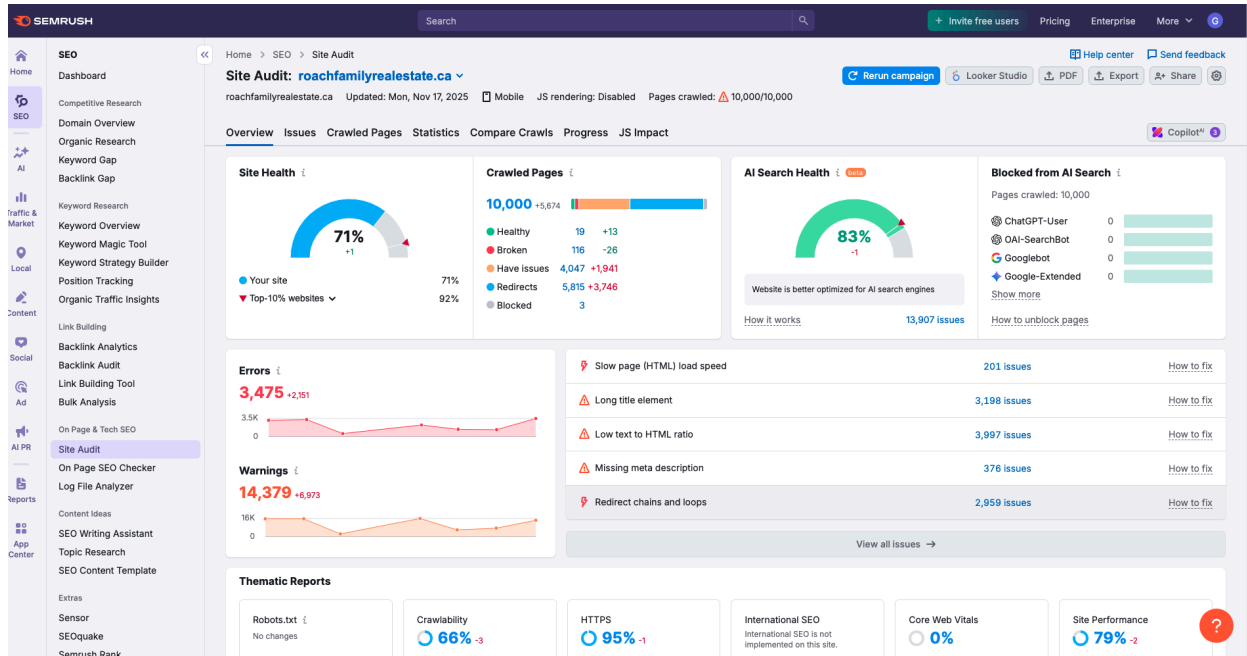 SEMRUSH
Search
+ Invite free users
Pricing
Enterprise
More
G
Home
SEO
AI
Traffic & Market
Local
Content
Social
Ad
AI PR
Reports
App Center
SEO
Dashboard
Competitive Research
Domain Overview
Organic Research
Keyword Gap
Backlink Gap
Keyword Research
Keyword Overview
Keyword Magic Tool
Keyword Strategy Builder
Position Tracking
Organic Traffic Insights
Link Building
Backlink Analytics
Backlink Audit
Link Building Tool
Bulk Analysis
On Page & Tech SEO
Site Audit
On Page SEO Checker
Log File Analyzer
Content Ideas
SEO Writing Assistant
Topic Research
SEO Content Template
Extras
Sensor
SEOquake
Semrush Rank
Home > SEO > Site Audit
Help center
Send feedback
Site Audit: roachfamilyrealestate.ca
Rerun campaign
Looker Studio
PDF
Export
Share
roachfamilyrealestate.ca Updated: Mon, Nov 17, 2025 Mobile JS rendering: Disabled Pages crawled: 10,000/10,000
Overview Issues Crawled Pages Statistics Compare Crawls Progress JS Impact
Copilot AI 3
Site Health i
71%
+1
Your site 71%
Top-10% websites 92%
Crawled Pages i
10,000 +5,674
Healthy 19 +13
Broken 116 -26
Have issues 4,047 +1,941
Redirects 5,815 +3,746
Blocked 3
AI Search Health i beta
83%
-1
Website is better optimized for AI search engines
How it works 13,907 issues
Blocked from AI Search i
Pages crawled: 10,000
ChatGPT-User 0
OAI-SearchBot 0
Googlebot 0
Google-Extended 0
Show more
How to unblock pages
Errors i
3,475 +2,151
3.5K
0
Warnings i
14,379 +6,973
16K
0
Slow page (HTML) load speed 201 issues How to fix
Long title element 3,198 issues How to fix
Low text to HTML ratio 3,997 issues How to fix
Missing meta description 376 issues How to fix
Redirect chains and loops 2,959 issues How to fix
View all issues →
Thematic Reports
Robots.txt i
No changes
Crawlability
66% -3
HTTPS
95% -1
International SEO
International SEO is not
implemented on this site.
Core Web Vitals
0%
Site Performance
79% -2
?